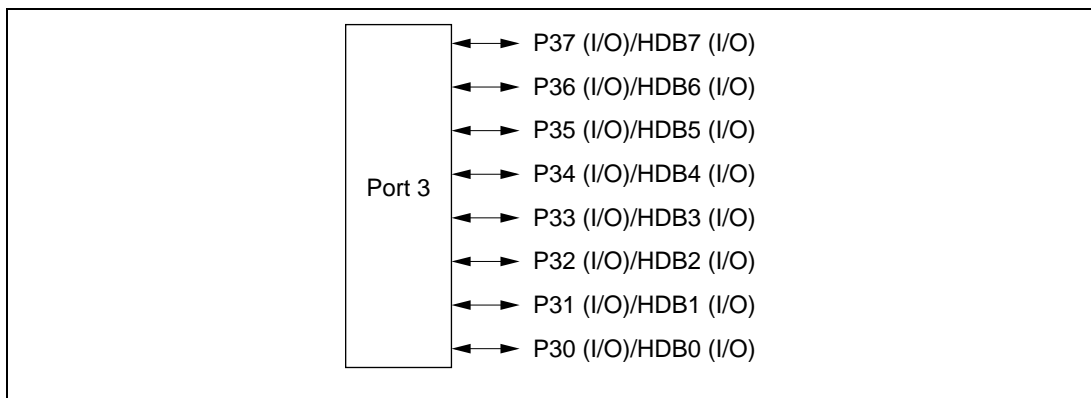 P37 (I/O)/HDB7 (I/O)
P36 (I/O)/HDB6 (I/O)
P35 (I/O)/HDB5 (I/O)
P34 (I/O)/HDB4 (I/O)
Port 3
P33 (I/O)/HDB3 (I/O)
P32 (I/O)/HDB2 (I/O)
P31 (I/O)/HDB1 (I/O)
P30 (I/O)/HDB0 (I/O)